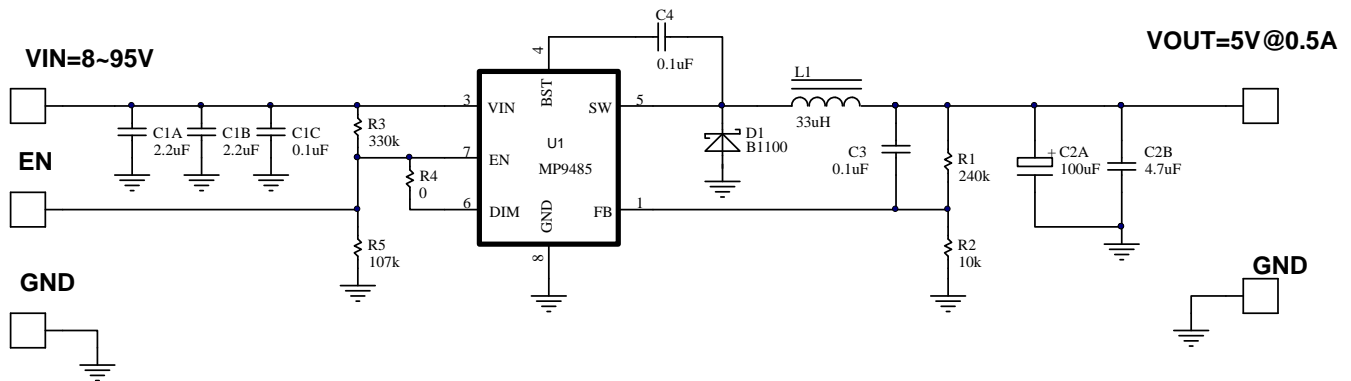 C4
0.1uF
VIN=8~95V
VOUT=5V@0.5A
4
BST
3
VIN
SW
5
L1
33uH
C1A
2.2uF
C1B
2.2uF
C1C
0.1uF
R3
330k
U1
MP9485
D1
B1100
C3
0.1uF
R1
240k
+
C2A
100uF
C2B
4.7uF
EN
7
EN
R4
0
6
DIM
GND
FB
1
8
R5
107k
R2
10k
GND
GND